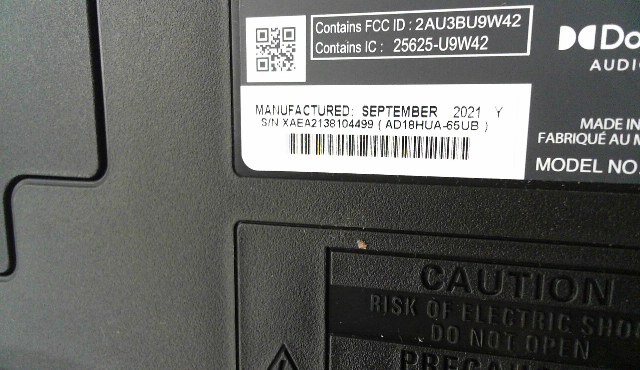 Contains FCC ID : 2AU3BU9W42
Contains IC : 25625-U9W42
MANUFACTURED: SEPTEMBER 2021 Y
S/N XAEA2138104499 ( AD18HUA-65UB )
AUDIO
MADE IN
FABRIQUÉ AU
MODEL NO.
CAUTION
RISK OF ELECTRIC
DO NOT OPEN